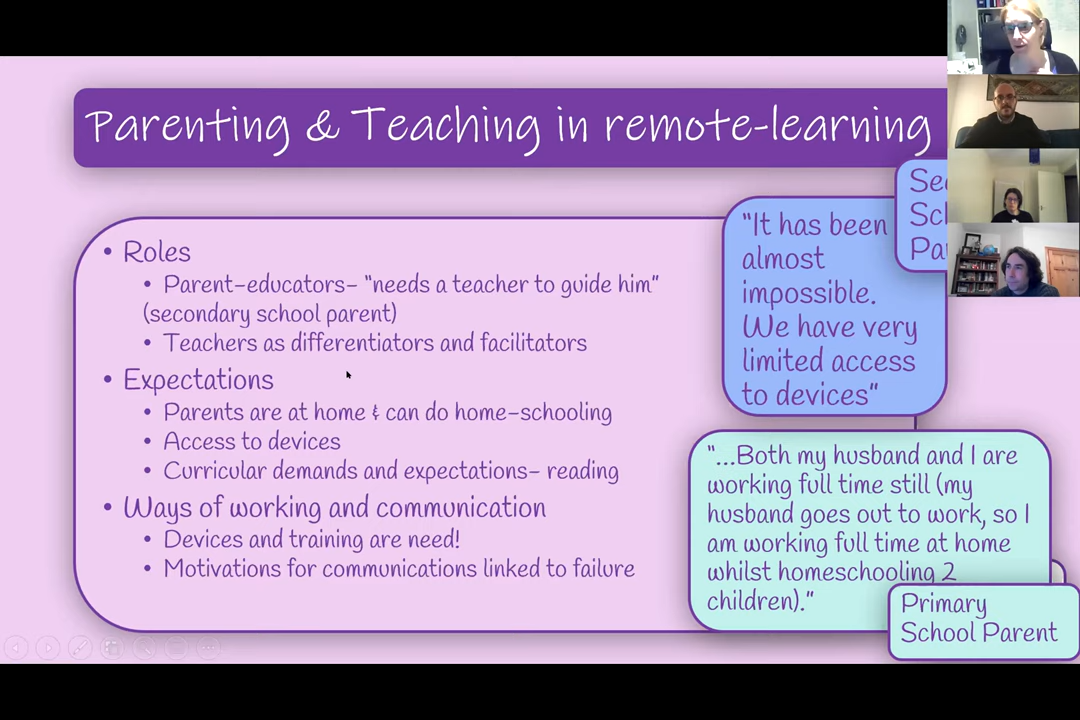 Parenting & Teaching in remote-learning
• Roles
• Parent-educators- “needs a teacher to guide him”
(secondary school parent)
• Teachers as differentiators and facilitators
• Expectations
• Parents are at home & can do home-schooling
• Access to devices
• Curricular demands and expectations- reading
• Ways of working and communication
• Devices and training are need!
• Motivations for communications linked to failure
“It has been
almost
impossible.
We have very
limited access
to devices”
“...Both my husband and I are
working full time still (my
husband goes out to work, so I
am working full time at home
whilst homeschooling 2
children).”
Primary
School Parent